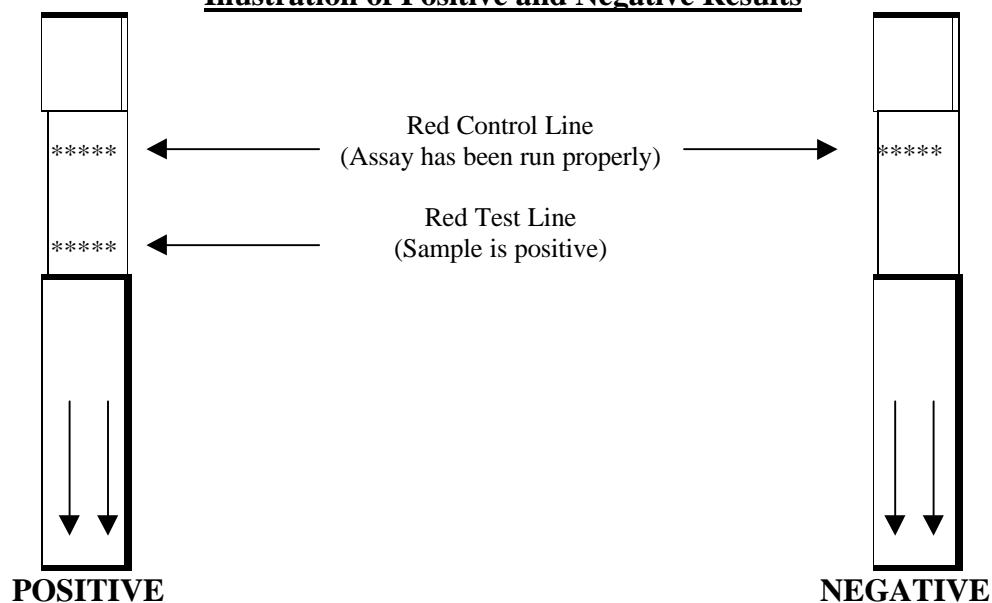 Illustration of Positive and Negative Results
Red Control Line
(Assay has been run properly)
***** *****
Red Test Line
(Sample is positive)
*****
POSITIVE NEGATIVE